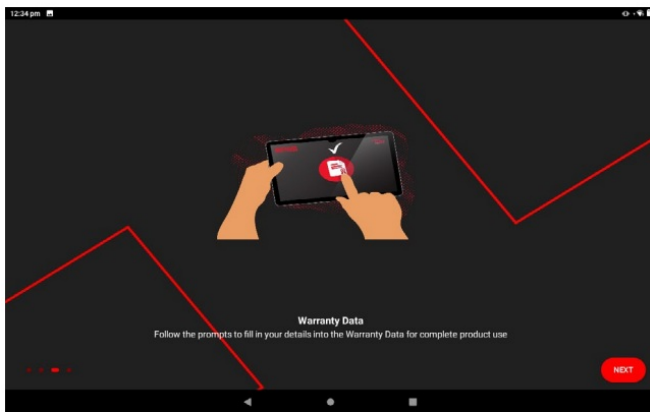 12:24 pm
Warranty Data
Follow the prompts to fill in your details into the Warranty Data for complete product use
NEXT